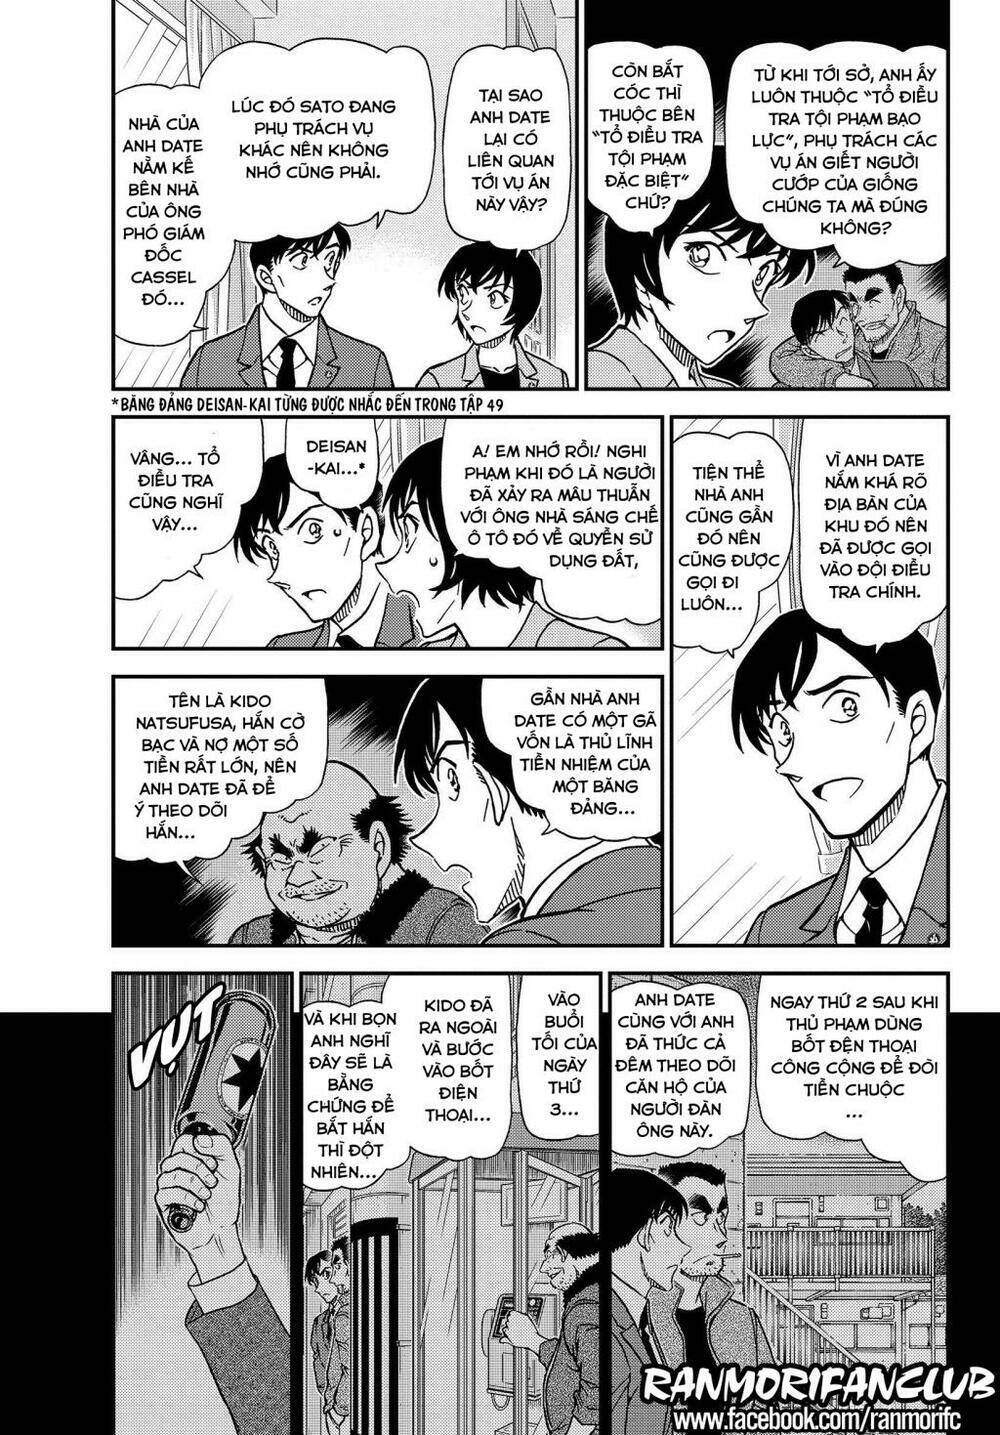 TỪ KHI TỚI SỞ, ANH ẤY
LUÔN THUỘC "TỔ ĐIỀU
TRA TỘI PHẠM BẠO
LỰC", PHỤ TRÁCH CÁC
VỤ ÁN GIẾT NGƯỜI
CƯỚP CỦA GIỐNG
CHÚNG TA MÀ ĐÚNG
KHÔNG?
CÒN BẮT
CÓC THÌ
THUỘC BÊN
"TỔ ĐIỀU TRA
TỘI PHẠM
ĐẶC BIỆT"
CHỨ?
TẠI SAO
ANH DATE
LẠI CÓ
LIÊN QUAN
TỚI VỤ ÁN
NÀY VẬY?
LÚC ĐÓ SATO ĐANG
PHỤ TRÁCH VỤ
KHÁC NÊN KHÔNG
NHỚ CŨNG PHẢI.
NHÀ CỦA
ANH DATE
NẰM KẾ
BÊN NHÀ
CỦA ÔNG
PHÓ GIÁM
ĐỐC
CASSEL
ĐÓ...
*BĂNG ĐẢNG DEISAN-KAI TỪNG ĐƯỢC NHẮC ĐẾN TRONG TẬP 49
VÌ ANH DATE
NẮM KHÁ RÕ
ĐỊA BÀN CỦA
KHU ĐÓ NÊN
ĐÃ ĐƯỢC GỌI
VÀO ĐỘI ĐIỀU
TRA CHÍNH.
TIỆN THỂ
NHÀ ANH
CŨNG GẦN
ĐÓ NÊN
CŨNG ĐƯỢC
GỌI ĐI
LUÔN...
A! EM NHỚ RỒI! NGHI
PHẠM KHI ĐÓ LÀ NGƯỜI
ĐÃ XẢY RA MÂU THUẪN
VỚI ÔNG NHÀ SÁNG CHẾ
Ô TÔ ĐÓ VỀ QUYỀN SỬ
DỤNG ĐẤT,
DEISAN
-KAI...*
VÂNG... TỔ
ĐIỀU TRA
CŨNG NGHĨ
VẬY...
GẦN NHÀ ANH
DATE CÓ MỘT GÃ
VỐN LÀ THỦ LĨNH
TIỀN NHIỆM CỦA
MỘT BĂNG
ĐẢNG...
TÊN LÀ KIDO
NATSUFUSA, HẮN CỜ
BẠC VÀ NỢ MỘT SỐ
TIỀN RẤT LỚN, NÊN
ANH DATE ĐÃ ĐỂ
Ý THEO DÕI
HẮN...
NGAY THỨ 2 SAU KHI
THỦ PHẠM DÙNG
BỐT ĐỆN THOẠI
CÔNG CỘNG ĐỂ ĐÒI
TIỀN CHUỘC
...
ANH DATE
CÙNG VỚI ANH
ĐÃ THỨC CẢ
ĐÊM THEO DÕI
CĂN HỘ CỦA
NGƯỜI ĐÀN
ÔNG NÀY.
VÀO
BUỔI
TỐI CỦA
NGÀY
THỨ
3...
KIDO ĐÃ
RA NGOÀI
VÀ BƯỚC
VÀO BỐT
ĐIỆN
THOẠI...
VÀ KHI BỌN
ANH NGHĨ
ĐÂY SẼ LÀ
BẰNG
CHỨNG ĐỂ
BẮT HẮN
THÌ ĐỘT
NHIÊN...
VỤT
RANMORIFANCLUB
www.facebook.com/ranmorifc